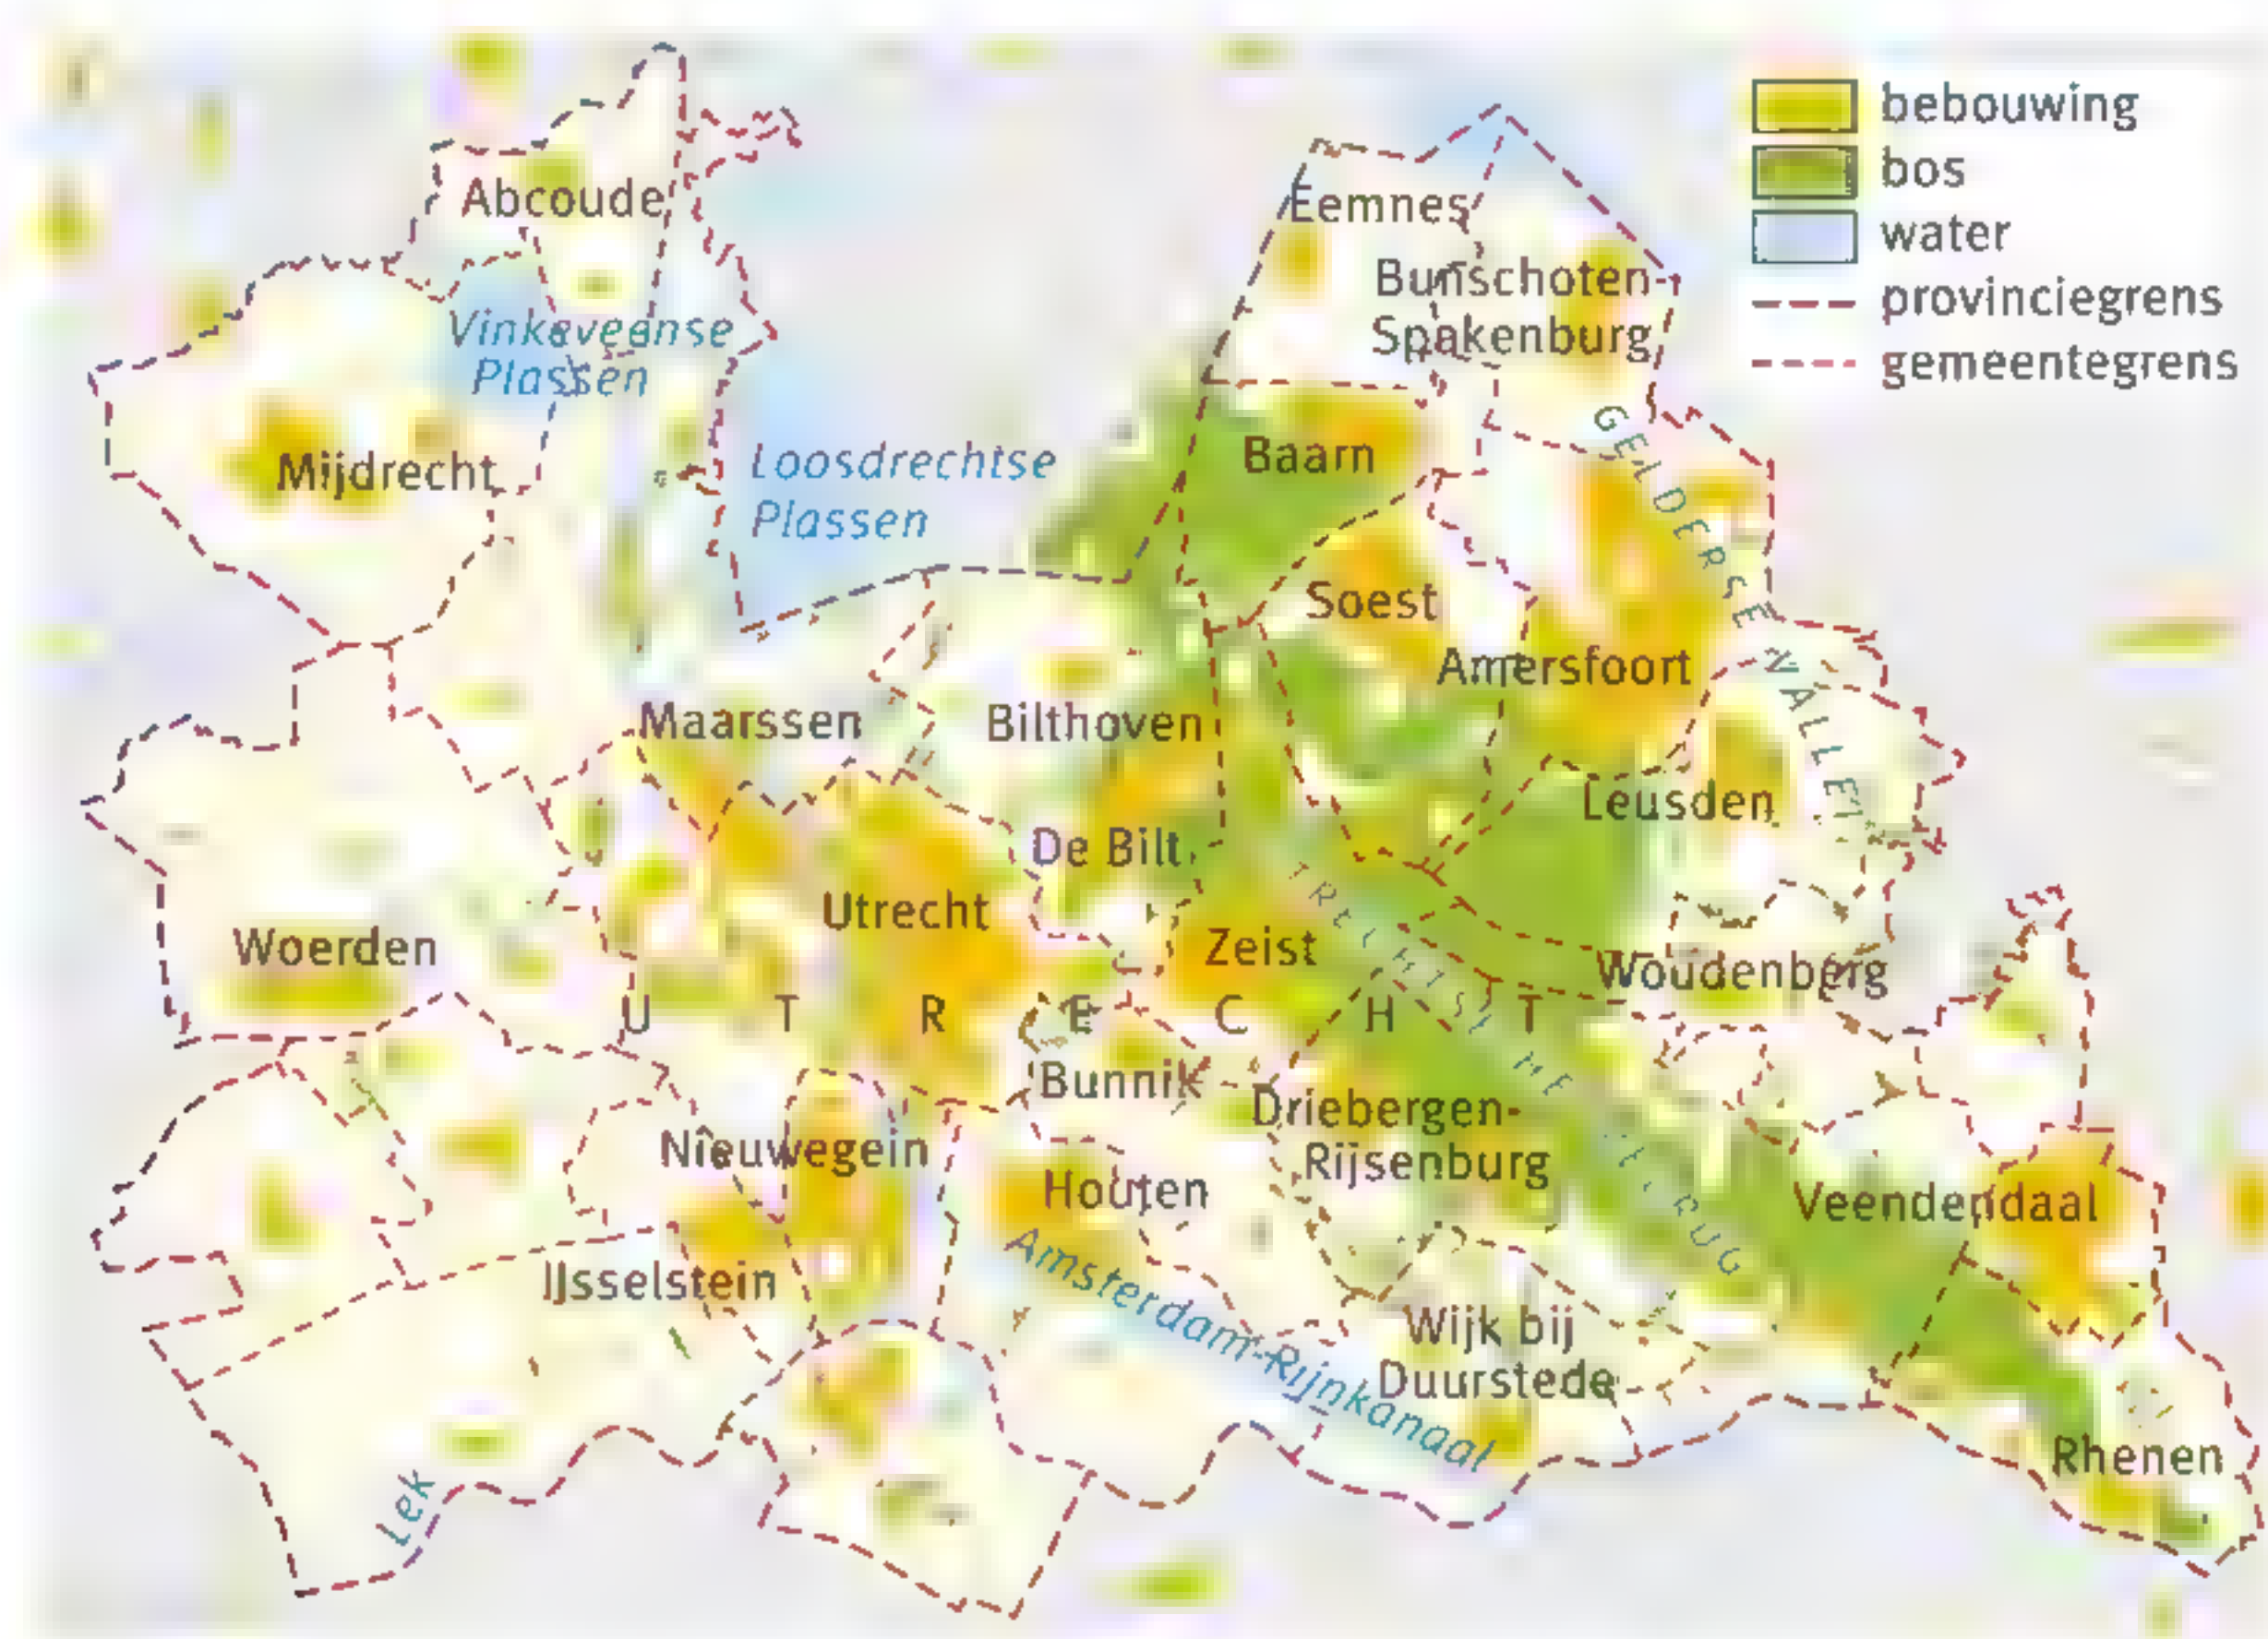 bebouwing
bos
water
provinciegrens
gemeentegrens
Abcoude
Eemnes
Bunschoten-
Spakenburg
Vinkeveense
Plassen
Mijdrecht
Loosdrechtse
Plassen
Baarn
GELDERSE VALLEI
Soest
Amersfoort
Maarssen
Bilthoven
Leusden
De Bilt
Utrecht
Zeist
Woerden
Woudenberg
UTRECHT
UTRECHTSE HEUVELRUG
Bunnik
Driebergen-
Rijsenburg
Nieuwegein
Houten
Veendendaal
IJsselstein
Amsterdam-Rijnkanaal
Wijk bij
Duurstede
Rhenen
Lek